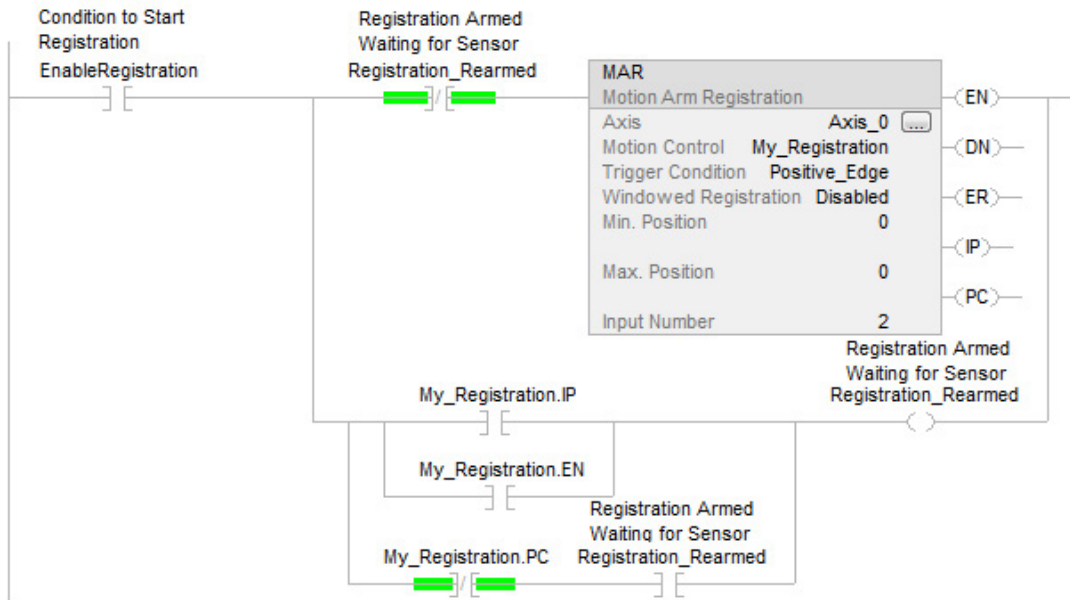 Condition to Start
Registration
EnableRegistration
Registration Armed
Waiting for Sensor
Registration_Rearmed
MAR
Motion Arm Registration
Axis Axis_0 ...
Motion Control My_Registration
Trigger Condition Positive_Edge
Windowed Registration Disabled
Min. Position 0
Max. Position 0
Input Number 2
EN
DN
ER
IP
PC
Registration Armed
Waiting for Sensor
Registration_Rearmed
My_Registration.IP
My_Registration.EN
Registration Armed
Waiting for Sensor
My_Registration.PC
Registration_Rearmed